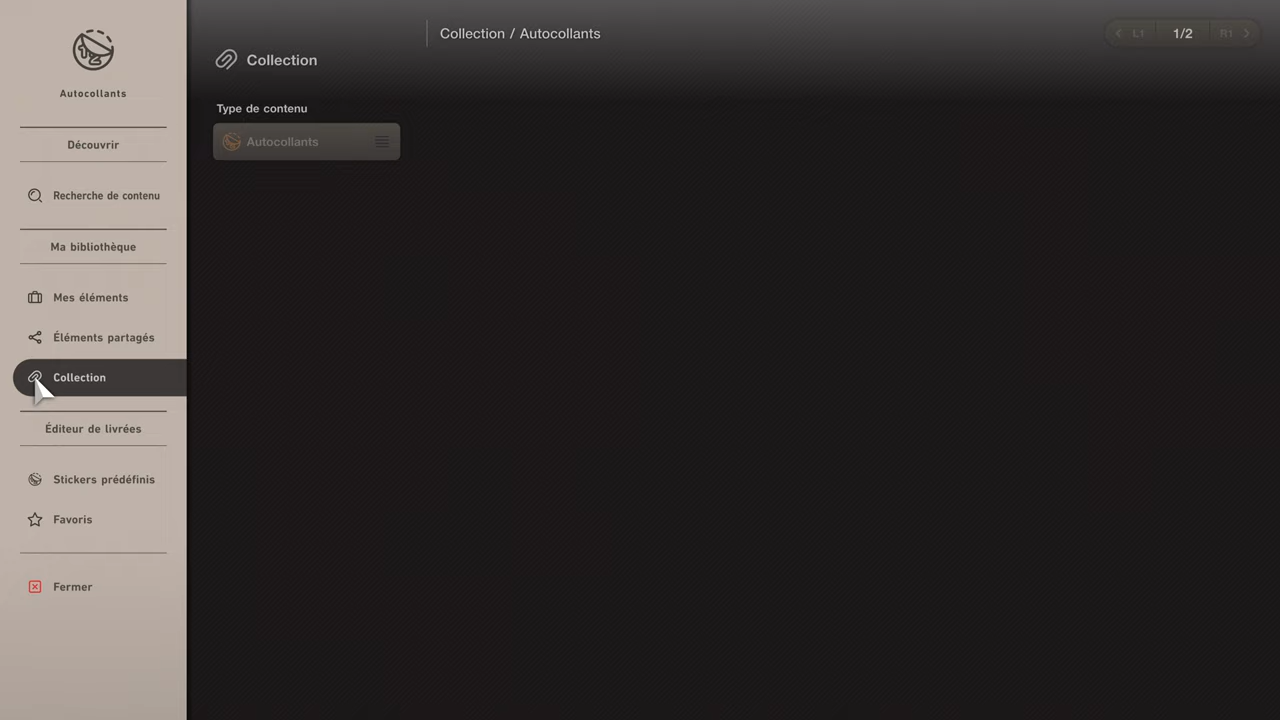 Autocollants
Découvrir
Recherche de contenu
Ma bibliothèque
Mes éléments
Éléments partagés
Collection
Éditeur de livrées
Stickers prédéfinis
Favoris
Fermer
Collection / Autocollants
L1 1/2 R1
Collection
Type de contenu
Autocollants